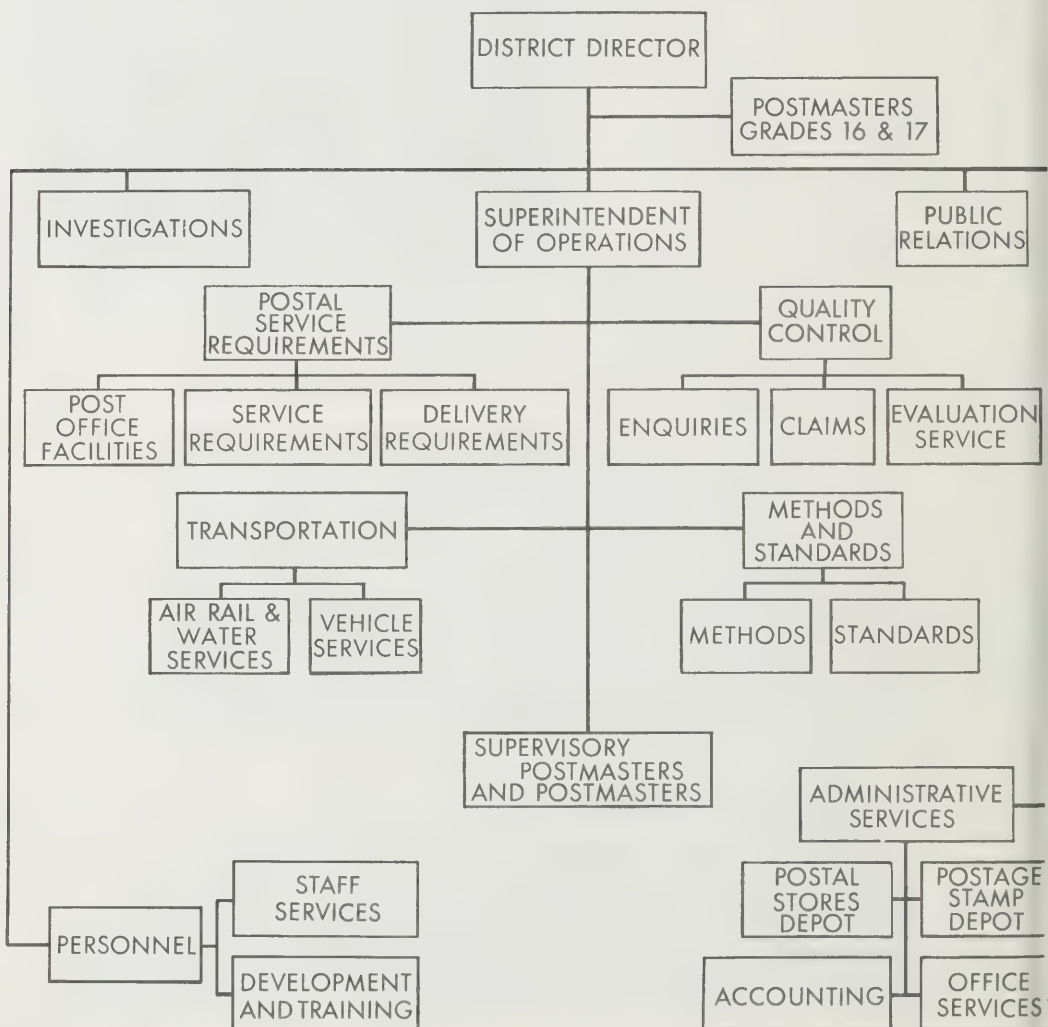 DISTRICT DIRECTOR
POSTMASTERS
GRADES 16 & 17
INVESTIGATIONS
SUPERINTENDENT
OF OPERATIONS
PUBLIC
RELATIONS
POSTAL
SERVICE
REQUIREMENTS
QUALITY
CONTROL
POST
OFFICE
FACILITIES
SERVICE
REQUIREMENTS
DELIVERY
REQUIREMENTS
ENQUIRIES
CLAIMS
EVALUATION
SERVICE
TRANSPORTATION
METHODS
AND
STANDARDS
AIR RAIL &
WATER
SERVICES
VEHICLE
SERVICES
METHODS
STANDARDS
SUPERVISORY
POSTMASTERS
AND POSTMASTERS
ADMINISTRATIVE
SERVICES
STAFF
SERVICES
POSTAL
STORES
DEPOT
POSTAGE
STAMP
DEPOT
PERSONNEL
DEVELOPMENT
AND TRAINING
ACCOUNTING
OFFICE
SERVICES